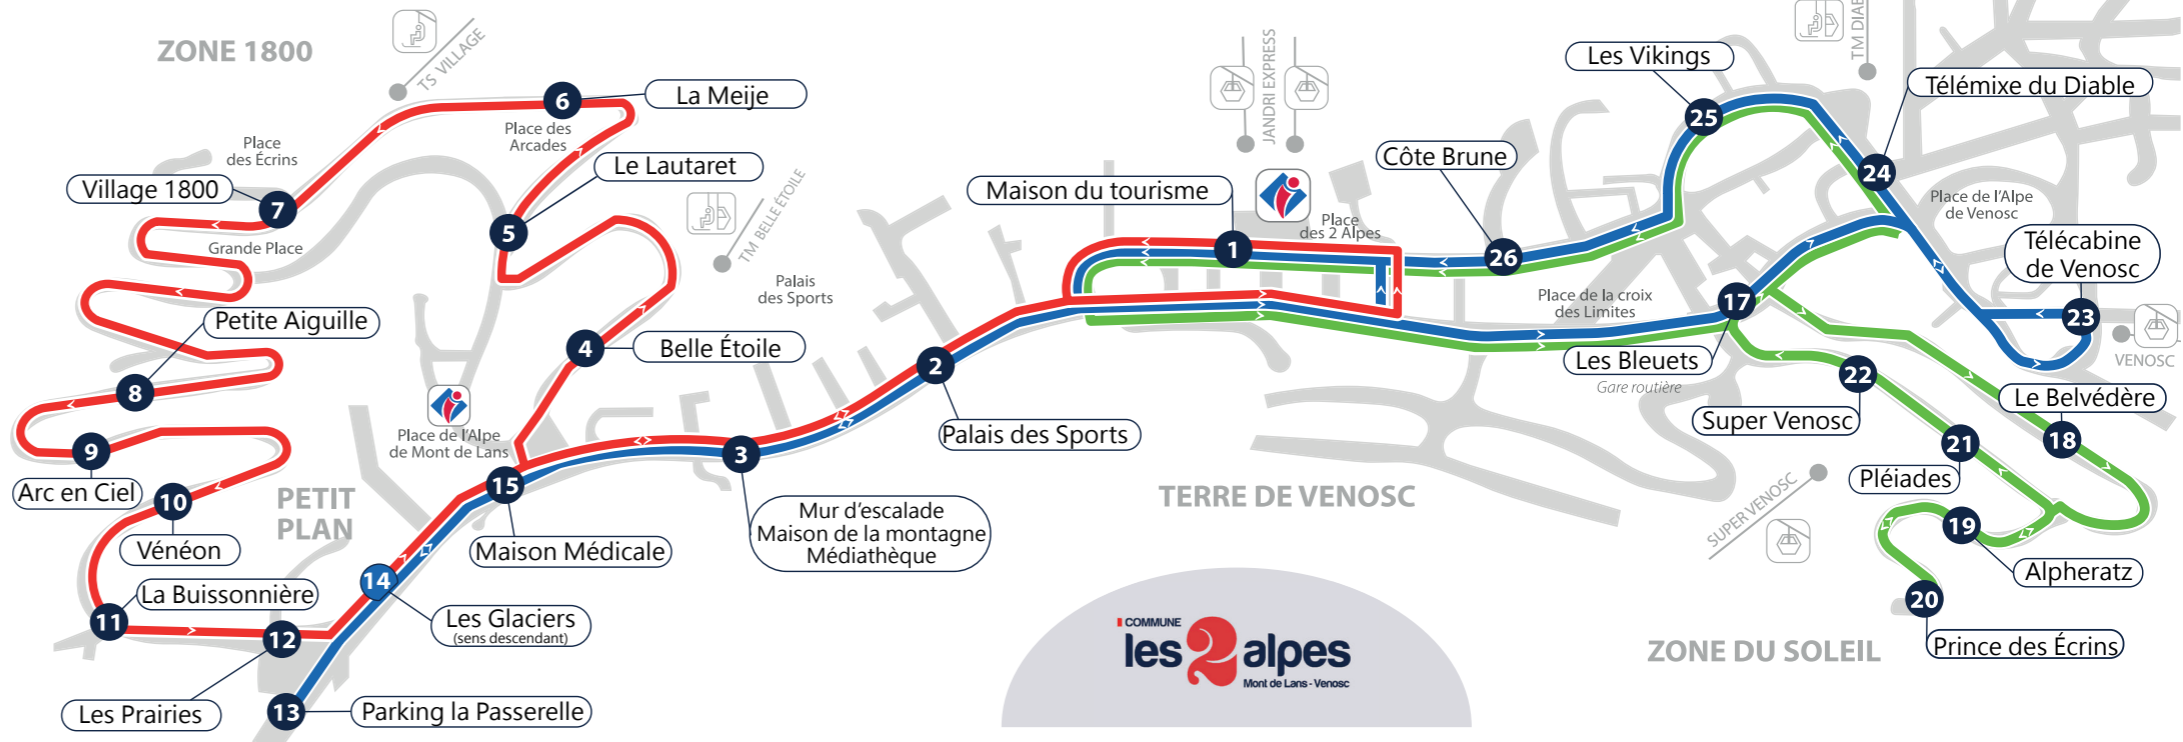 ZONE 1800
TS VILLAGE
6
La Meije
Place des
Arcades
Place
des Écrins
Village 1800
7
Grande Place
Le Lautaret
5
TM BELLE ÉTOILE
Palais
des Sports
Petite Aiguille
8
4
Belle Étoile
9
Arc en Ciel
10
Vénéon
PETIT
PLAN
Place de l'Alpe
de Mont de Lans
15
Maison Médicale
La Buissonnière
11
12
Les Prairies
13
Parking la Passerelle
14
Les Glaciers
(sens descendant)
3
Mur d'escalade
Maison de la montagne
Médiathèque
2
Palais des Sports
JANDRI EXPRESS
Maison du tourisme
1
Place
des 2 Alpes
Côte Brune
26
Les Vikings
25
Télémixe du Diable
24
Place de l'Alpe
de Venosc
Télécabine
de Venosc
23
VENOSC
Place de la croix
des Limites
17
Les Bleuets
Gare routière
22
Super Venosc
Le Belvédère
18
21
Pléiades
19
Alpheratz
20
Prince des Écrins
SUPER VENOSC
TERRE DE VENOSC
ZONE DU SOLEIL
COMMUNE
les 2 alpes
Mont de Lans - Venosc